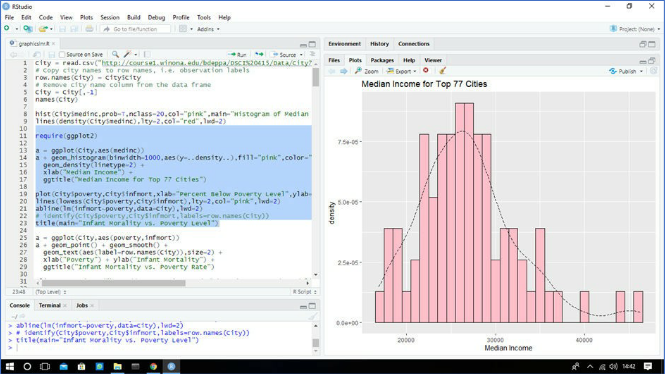 RStudio
File Edit Code View Plots Session Build Debug Profile Tools Help
Go to file/function
Addins
Project: (None)
graphicsInR
Source on Save
Run
Source
1 City = read.csv("http://course1.winona.edu/bdeppa/DSCI%20415/Data/City7
2 # Copy city names to row names, i.e. observation labels
3 row.names(City) = City$City
4 # Remove city name column from the data frame
5 City = City[,-1]
6 names(City)
7
8 hist(City$medinc,prob=T,nclass=20,col="pink",main="Histogram of Median
9 lines(density(City$medinc),lty=2,col="red",lwd=2)
10
11 require(ggplot2)
12
13 a = ggplot(City,aes(medinc))
14 a + geom_histogram(binwidth=1000,aes(y=..density..),fill="pink",color="
15 geom_density(linetype=2) +
16 xlab("Median Income") +
17 ggtitle("Median Income for Top 77 Cities")
18
19 plot(City$poverty,City$infmort,xlab="Percent Below Poverty Level",ylab=
20 lines(lowess(City$poverty,City$infmort),lty=2,col="pink",lwd=2)
21 abline(lm(infmort~poverty,data=City),lwd=2)
22 # identify(City$poverty,City$infmort,labels=row.names(City))
23 title(main="Infant Morality vs. Poverty Level")
24
25 a = ggplot(City,aes(poverty,infmort))
26 a + geom_point() + geom_smooth() +
27 geom_text(aes(label=row.names(City)),size=2) +
28 xlab("Poverty") + ylab("Infant Mortality") +
29 ggtitle("Infant Mortality vs. Poverty Rate")
30
31
23:48 (Top Level) R Script
Console Terminal Jobs
> abline(lm(infmort~poverty,data=City),lwd=2)
> # identify(City$poverty,City$infmort,labels=row.names(City))
> title(main="Infant Morality vs. Poverty Level")
>
Environment History Connections
Files Plots Packages Help Viewer
Zoom Export Publish
Median Income for Top 77 Cities
7.5e-05
5.0e-05
2.5e-05
0.0e+00
density
20000 30000 40000
Median Income
14:42